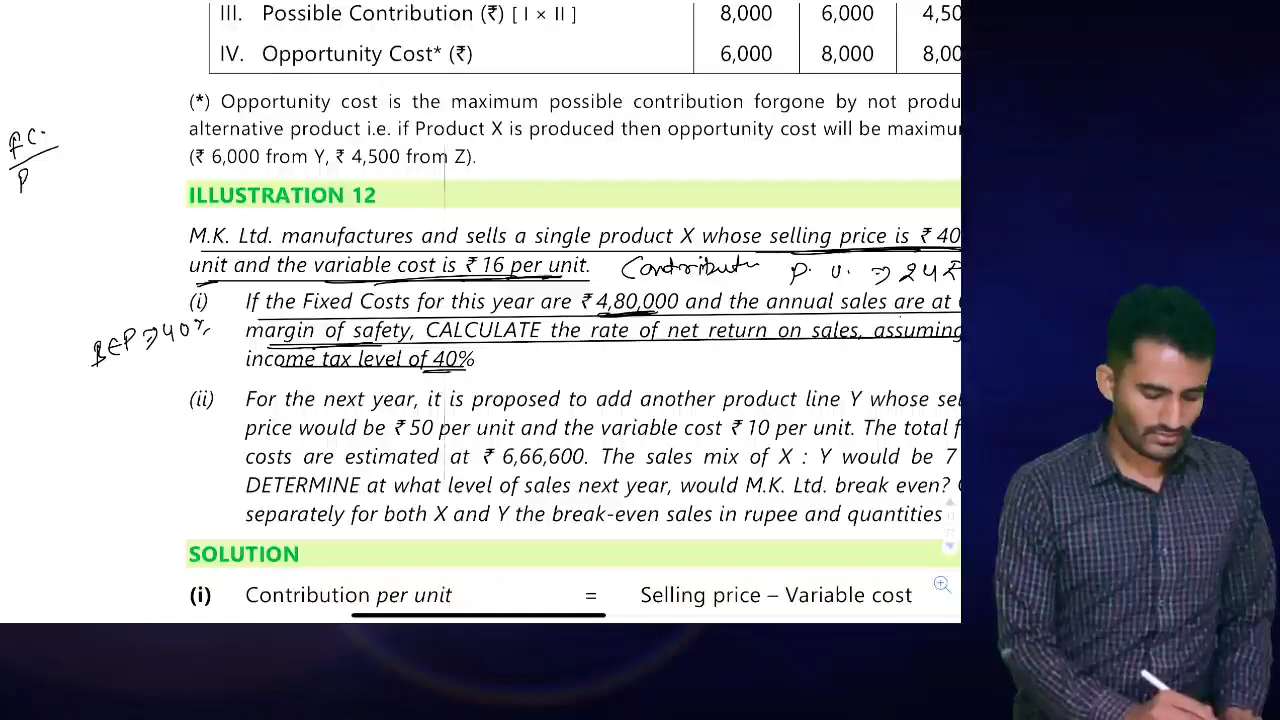 III. Possible Contribution (₹) [ I × II ] 8,000 6,000 4,50
IV. Opportunity Cost* (₹) 6,000 8,000 8,00
(*) Opportunity cost is the maximum possible contribution forgone by not produ
alternative product i.e. if Product X is produced then opportunity cost will be maximu
(₹ 6,000 from Y, ₹ 4,500 from Z).
F.C.
P
ILLUSTRATION 12
M.K. Ltd. manufactures and sells a single product X whose selling price is ₹ 40
unit and the variable cost is ₹ 16 per unit. Contributn p. u. ⇒ 24₹
(i) If the Fixed Costs for this year are ₹ 4,80,000 and the annual sales are at
margin of safety, CALCULATE the rate of net return on sales, assuming
BEP ⇒ 40%
income tax level of 40%
(ii) For the next year, it is proposed to add another product line Y whose sel
price would be ₹ 50 per unit and the variable cost ₹ 10 per unit. The total f
costs are estimated at ₹ 6,66,600. The sales mix of X : Y would be 7
DETERMINE at what level of sales next year, would M.K. Ltd. break even?
separately for both X and Y the break-even sales in rupee and quantities
SOLUTION
(i) Contribution per unit = Selling price – Variable cost